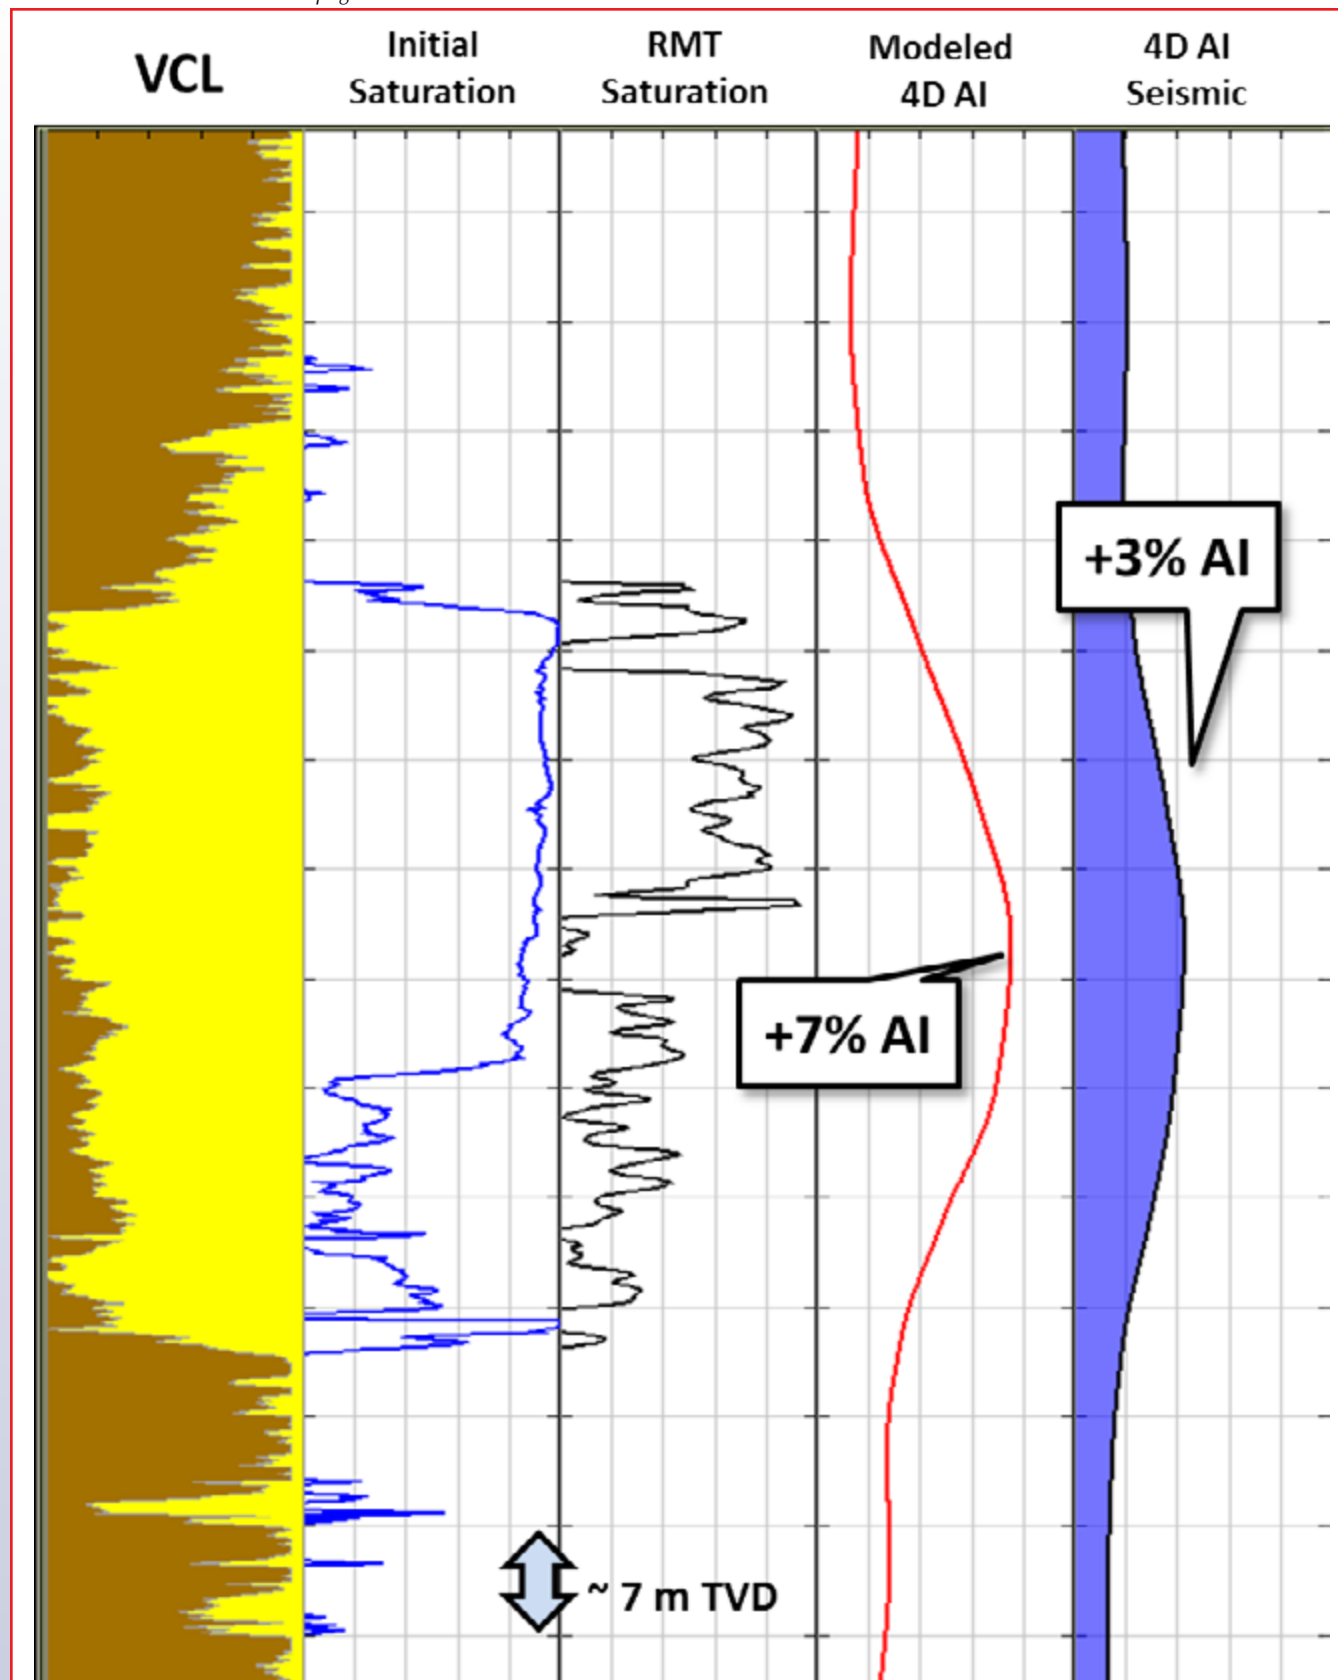 VCL
Initial
Saturation
RMT
Saturation
Modeled
4D AI
4D AI
Seismic
+3% AI
+7% AI
~ 7 m TVD